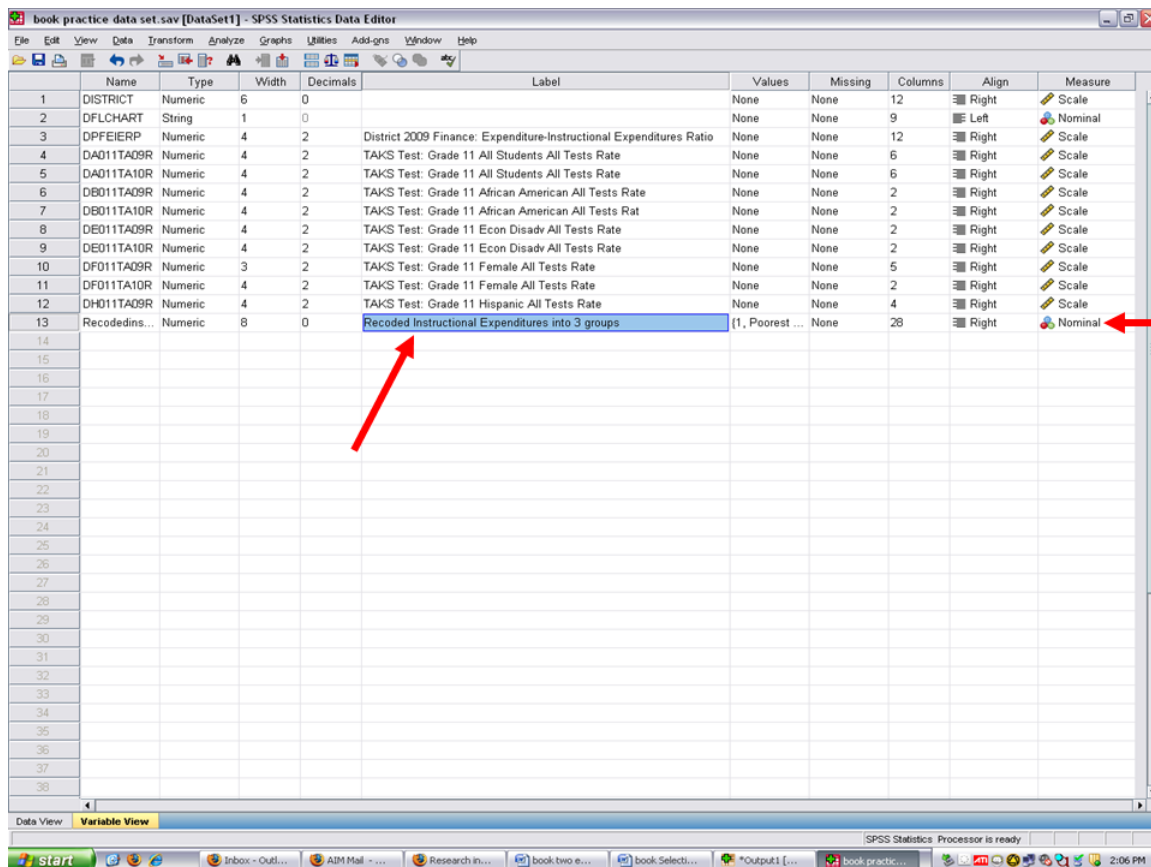 book practice data set.sav [DataSet1] - SPSS Statistics Data Editor
File Edit View Data Transform Analyze Graphs Utilities Add-ons Window Help
Name Type Width Decimals Label Values Missing Columns Align Measure
1 DISTRICT Numeric 6 0 None None 12 Right Scale
2 DFLCHART String 1 0 None None 9 Left Nominal
3 DPFEIERP Numeric 4 2 District 2009 Finance: Expenditure-Instructional Expenditures Ratio None None 12 Right Scale
4 DA011TA09R Numeric 4 2 TAKS Test: Grade 11 All Students All Tests Rate None None 6 Right Scale
5 DA011TA10R Numeric 4 2 TAKS Test: Grade 11 All Students All Tests Rate None None 6 Right Scale
6 DB011TA09R Numeric 4 2 TAKS Test: Grade 11 African American All Tests Rate None None 2 Right Scale
7 DB011TA10R Numeric 4 2 TAKS Test: Grade 11 African American All Tests Rat None None 2 Right Scale
8 DE011TA09R Numeric 4 2 TAKS Test: Grade 11 Econ Disadv All Tests Rate None None 2 Right Scale
9 DE011TA10R Numeric 4 2 TAKS Test: Grade 11 Econ Disadv All Tests Rate None None 2 Right Scale
10 DF011TA09R Numeric 3 2 TAKS Test: Grade 11 Female All Tests Rate None None 5 Right Scale
11 DF011TA10R Numeric 4 2 TAKS Test: Grade 11 Female All Tests Rate None None 2 Right Scale
12 DH011TA09R Numeric 4 2 TAKS Test: Grade 11 Hispanic All Tests Rate None None 4 Right Scale
13 Recodedins... Numeric 8 0 Recoded Instructional Expenditures into 3 groups {1, Poorest ... None 28 Right Nominal
14
15
16
17
18
19
20
21
22
23
24
25
26
27
28
29
30
31
32
33
34
35
36
37
38
Data View Variable View
SPSS Statistics Processor is ready
start Inbox - Outl... AIM Mail - ... Research in... book two e... book Selecti... *Output1 [... book practic... ATI 2:06 PM